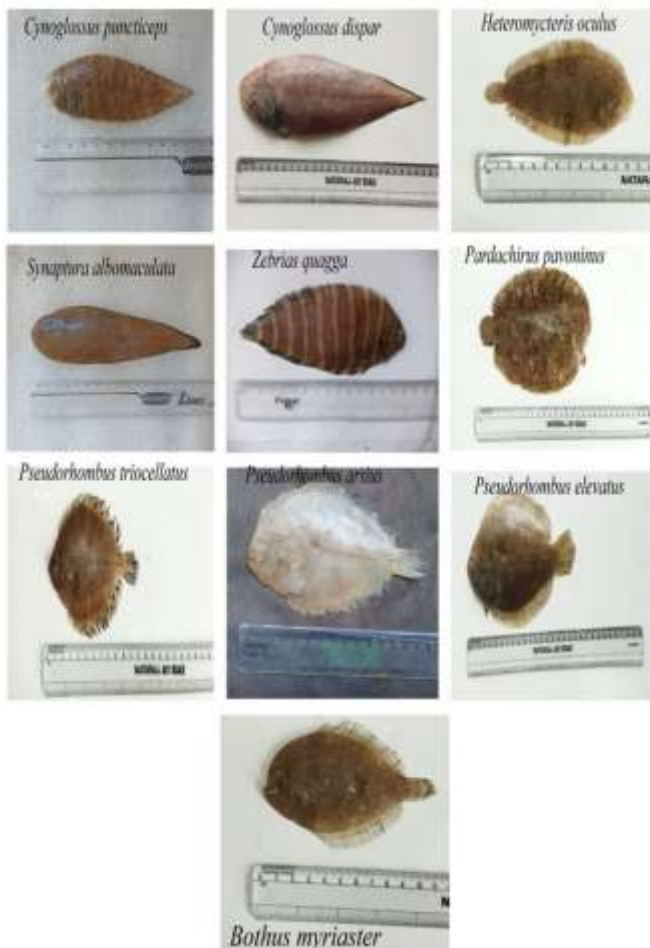 Cynoglossus puncticeps
Cynoglossus dispar
Heteromycteris oculus
Synaptura albomaculata
Zebrias quagga
Pardachirus pavoninus
Pseudorhombus triocellatus
Pseudorhombus arsius
Pseudorhombus elevatus
Bothus myriaster